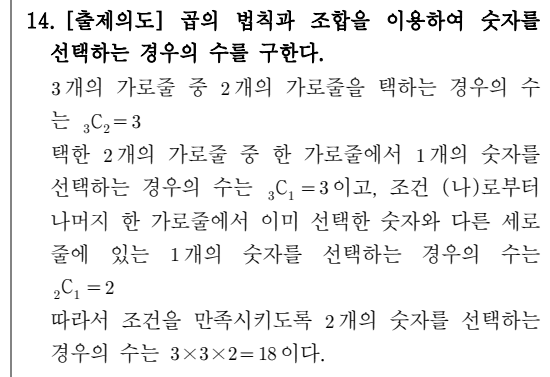 14. [출제의도] 곱의 법칙과 조합을 이용하여 숫자를
선택하는 경우의 수를 구한다.
3개의 가로줄 중 2개의 가로줄을 택하는 경우의 수
는 ₃C₂=3
택한 2개의 가로줄 중 한 가로줄에서 1개의 숫자를
선택하는 경우의 수는 ₃C₁=3이고, 조건 (나)로부터
나머지 한 가로줄에서 이미 선택한 숫자와 다른 세로
줄에 있는 1개의 숫자를 선택하는 경우의 수는
₂C₁=2
따라서 조건을 만족시키도록 2개의 숫자를 선택하는
경우의 수는 3×3×2=18이다.